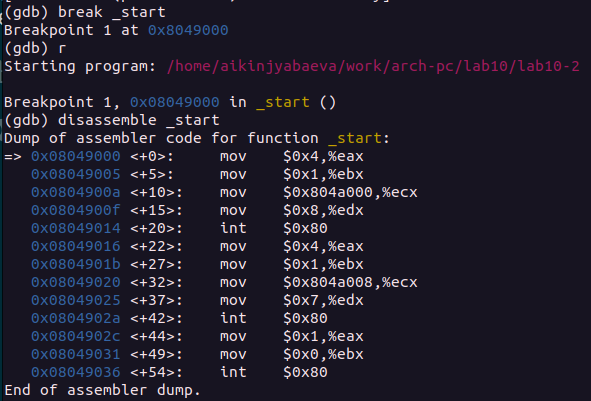 (gdb) break _start
Breakpoint 1 at 0x8049000
(gdb) r
Starting program: /home/aikinjyabaeva/work/arch-pc/lab10/lab10-2
Breakpoint 1, 0x08049000 in _start ()
(gdb) disassemble _start
Dump of assembler code for function _start:
=> 0x08049000 <+0>:     mov    $0x4,%eax
   0x08049005 <+5>:     mov    $0x1,%ebx
   0x0804900a <+10>:    mov    $0x804a000,%ecx
   0x0804900f <+15>:    mov    $0x8,%edx
   0x08049014 <+20>:    int    $0x80
   0x08049016 <+22>:    mov    $0x4,%eax
   0x0804901b <+27>:    mov    $0x1,%ebx
   0x08049020 <+32>:    mov    $0x804a008,%ecx
   0x08049025 <+37>:    mov    $0x7,%edx
   0x0804902a <+42>:    int    $0x80
   0x0804902c <+44>:    mov    $0x1,%eax
   0x08049031 <+49>:    mov    $0x0,%ebx
   0x08049036 <+54>:    int    $0x80
End of assembler dump.